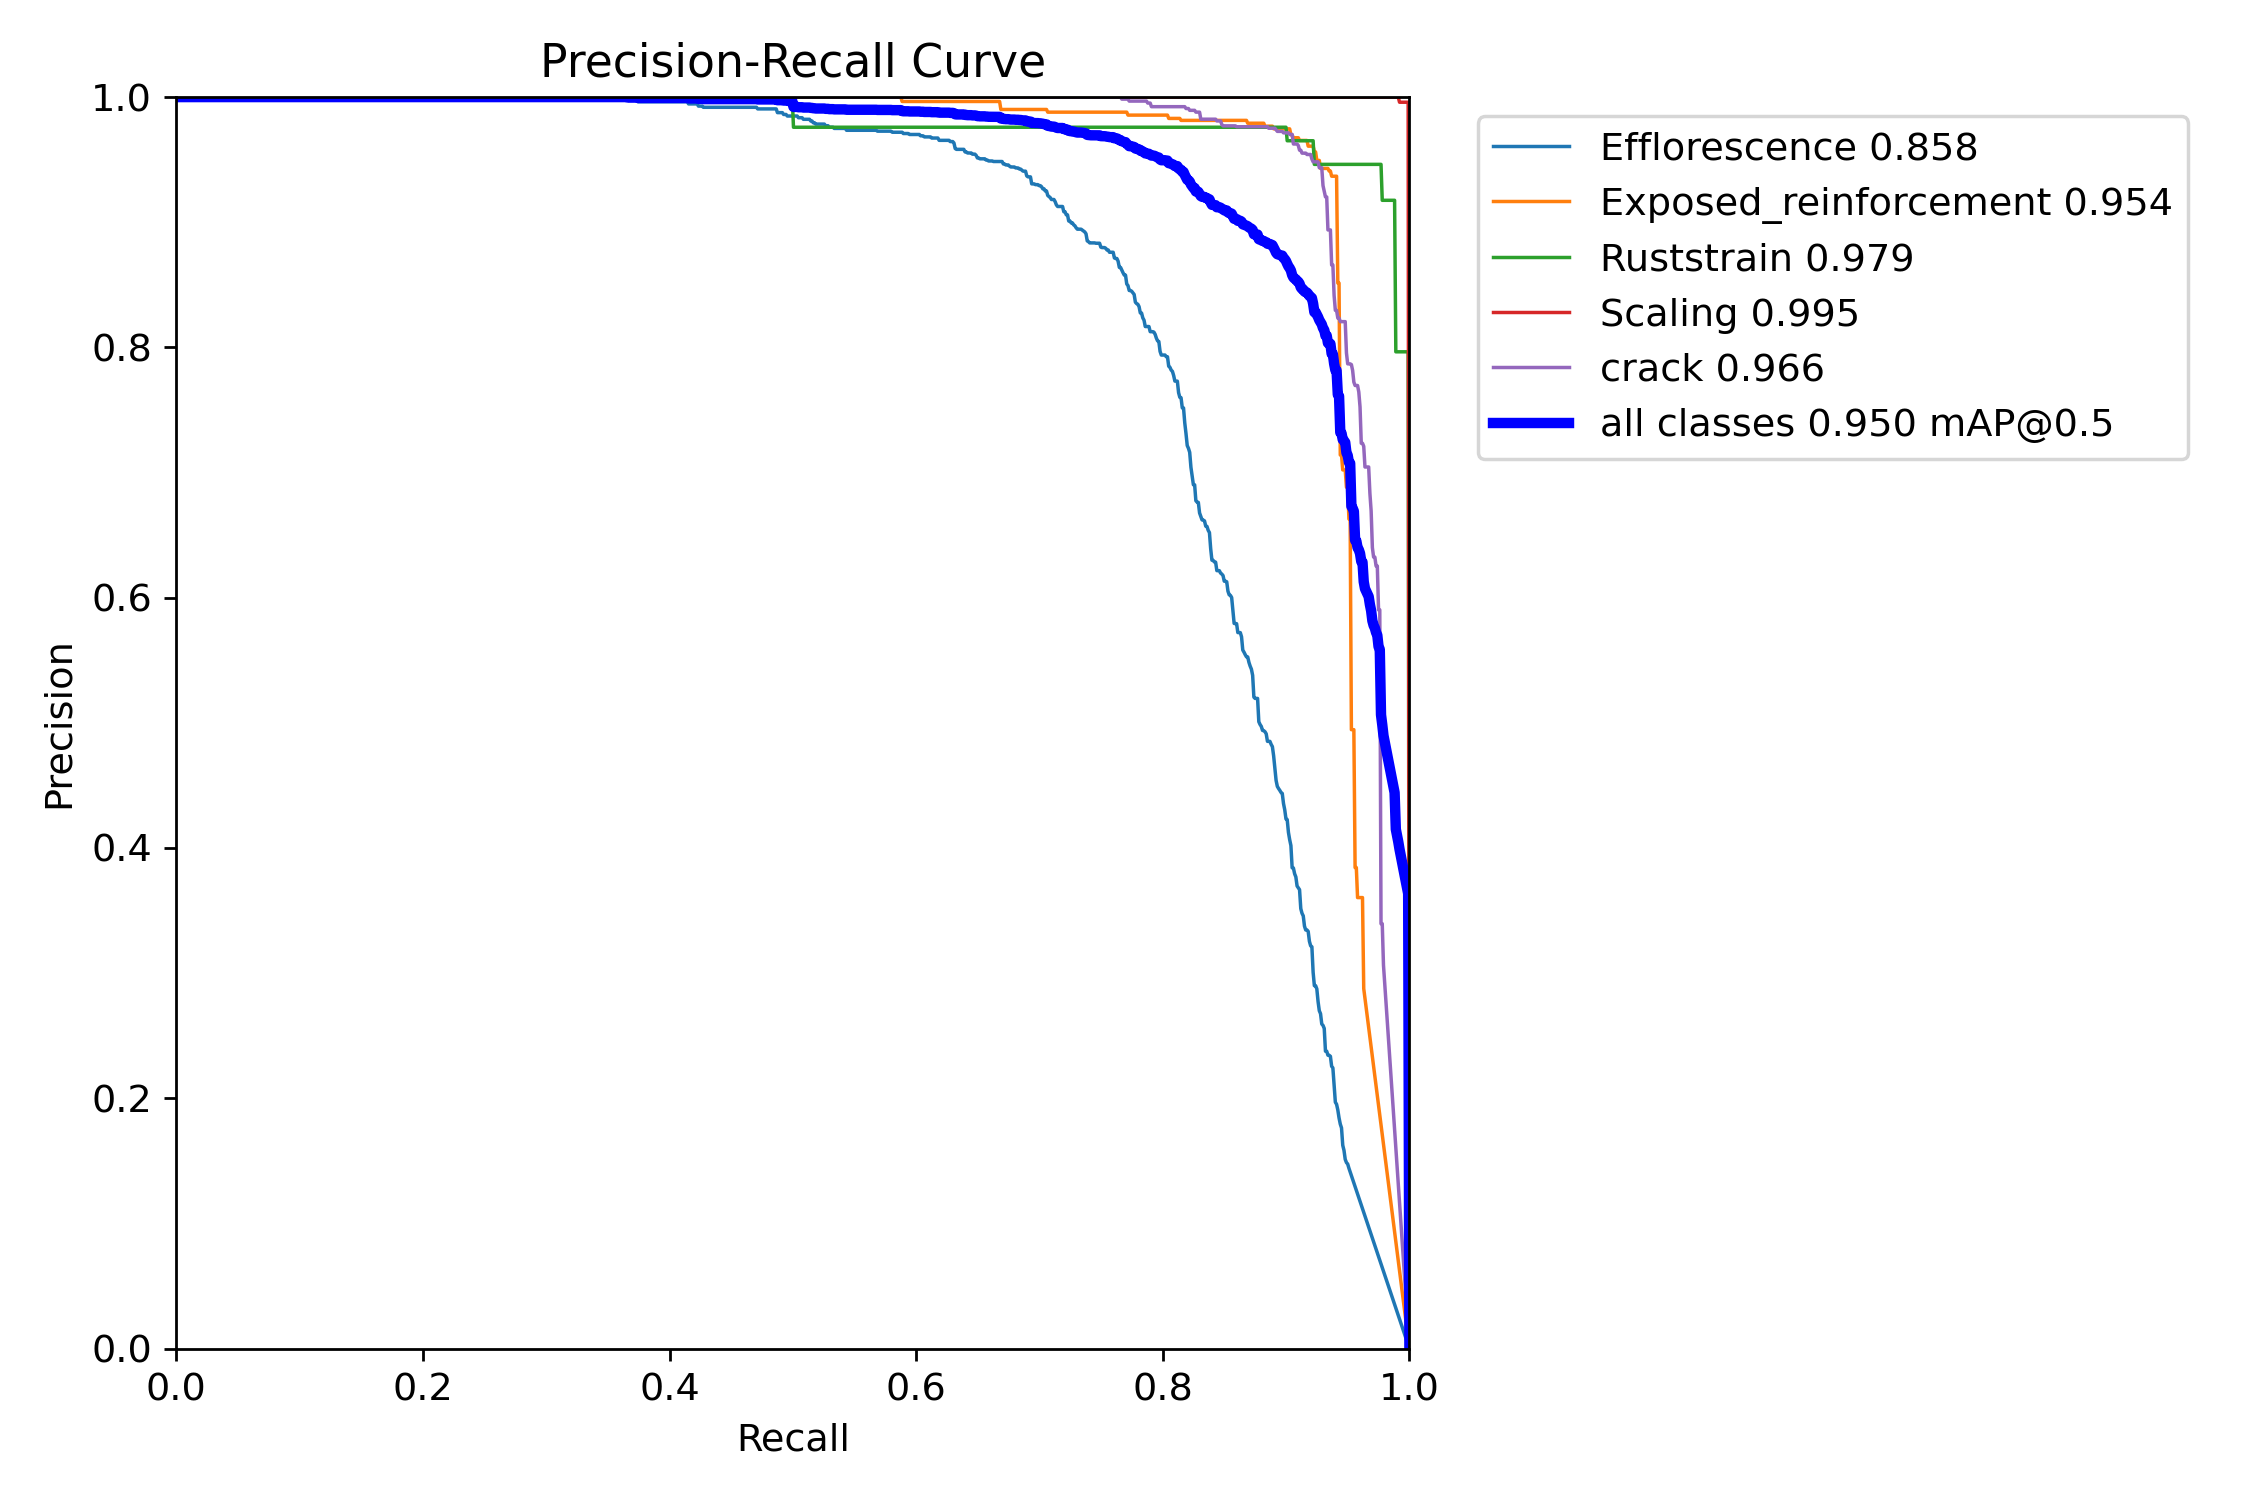 Precision-Recall Curve
1.0
0.8
0.6
0.4
0.2
0.0
Precision
0.0 0.2 0.4 0.6 0.8 1.0
Recall
Efflorescence 0.858
Exposed_reinforcement 0.954
Ruststrain 0.979
Scaling 0.995
crack 0.966
all classes 0.950 mAP@0.5